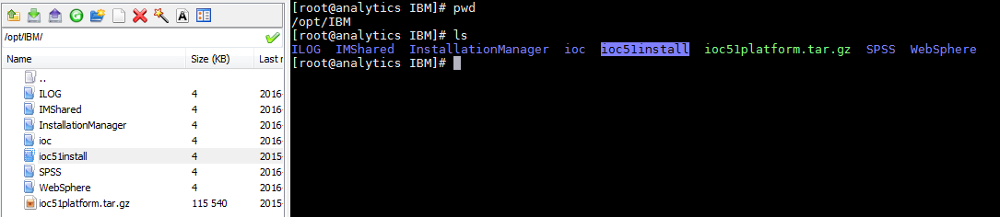 /opt/IBM/
Name Size (KB) Last r
..
ILOG 4 2016
IMShared 4 2016
InstallationManager 4 2016
ioc 4 2016
ioc51install 4 2015
SPSS 4 2016
WebSphere 4 2016
ioc51platform.tar.gz 115 540 2015
[root@analytics IBM]# pwd
/opt/IBM
[root@analytics IBM]# ls
ILOG IMShared InstallationManager ioc ioc51install ioc51platform.tar.gz SPSS WebSphere
[root@analytics IBM]#